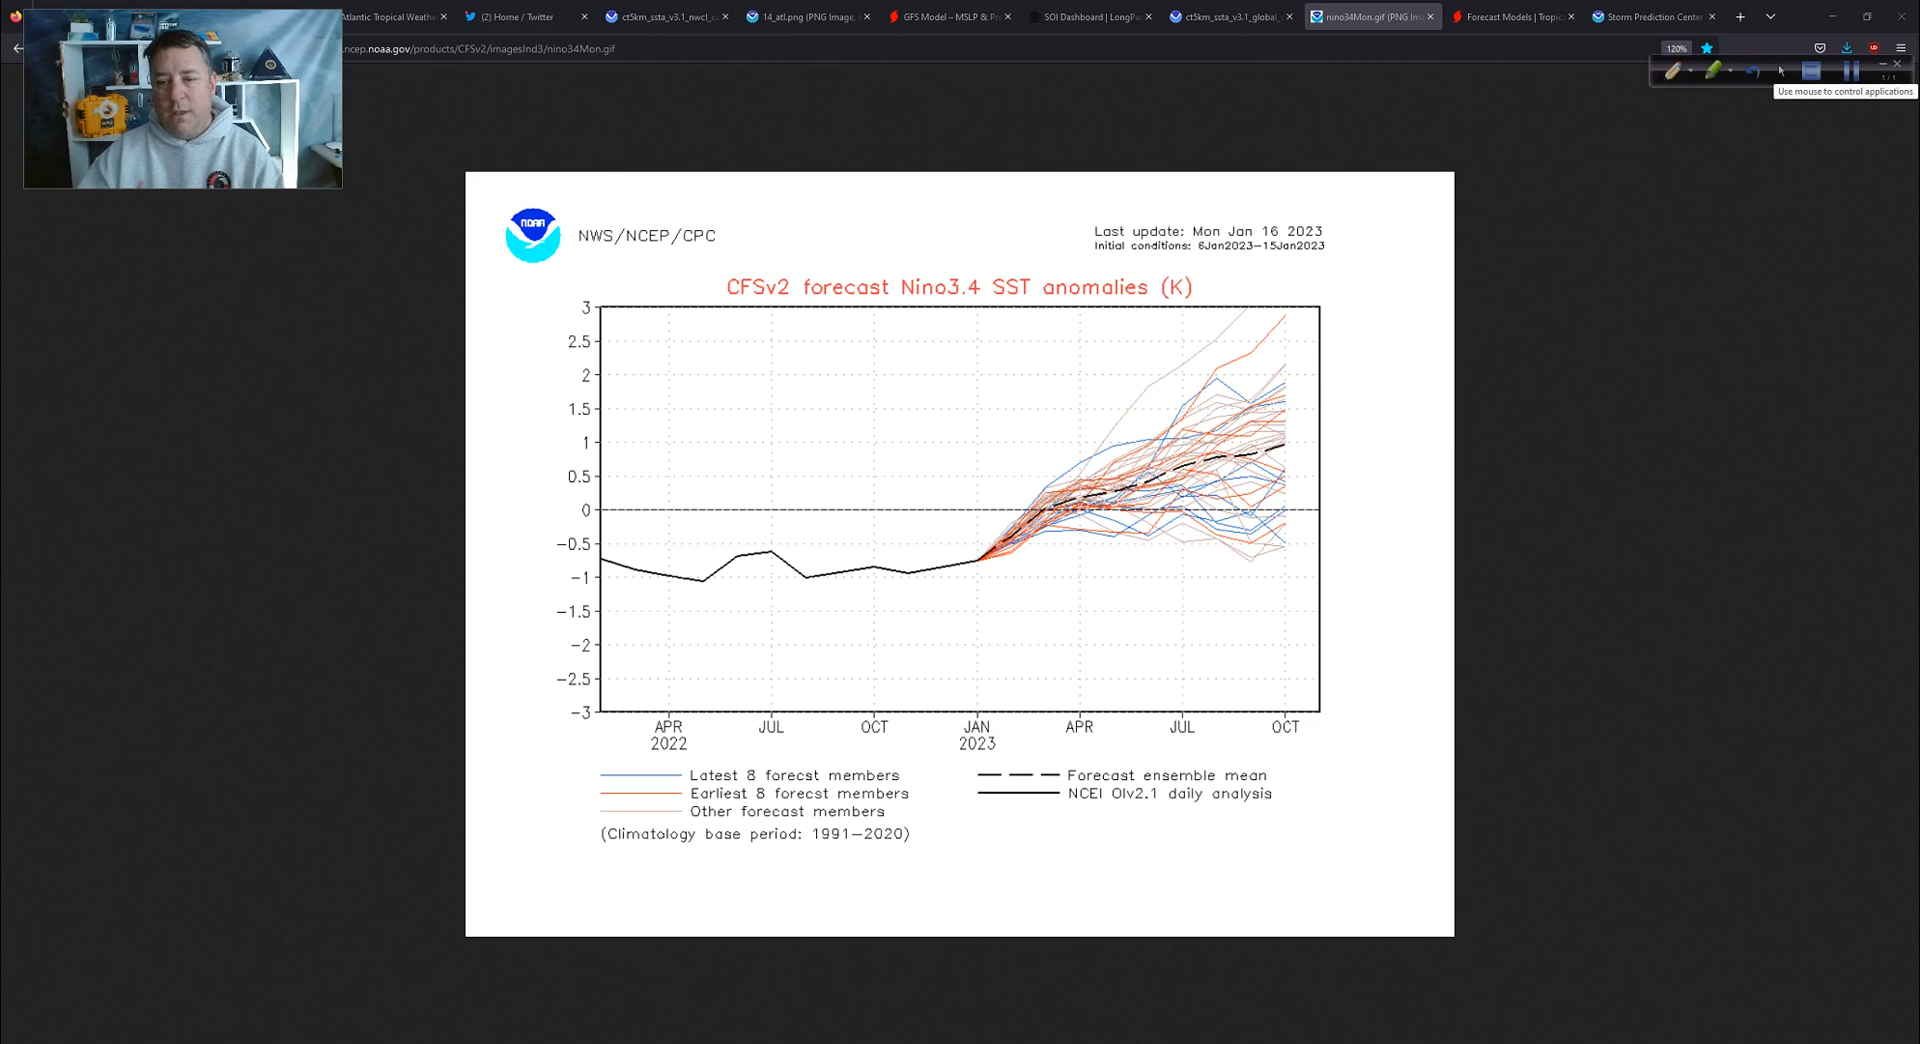 Atlantic Tropical Weathe
(2) Home / Twitter
ct5km_ssta_v3.1_nwcl_c
14_atl.png (PNG Image,
GFS Model – MSLP & Pr
SOI Dashboard | LongPa
ct5km_ssta_v3.1_global_
nino34Mon.gif (PNG Im
Forecast Models | Tropic
Storm Prediction Center
.ncep.noaa.gov/products/CFSv2/imagesInd3/nino34Mon.gif
120%
1/1
Use mouse to control applications
NOAA
NWS/NCEP/CPC
Last update: Mon Jan 16 2023
Initial conditions: 6Jan2023–15Jan2023
CFSv2 forecast Nino3.4 SST anomalies (K)
3
2.5
2
1.5
1
0.5
0
−0.5
−1
−1.5
−2
−2.5
−3
APR JUL OCT JAN APR JUL OCT
2022 2023
Latest 8 forecst members
Earliest 8 forecst members
Other forecast members
Forecast ensemble mean
NCEI OIv2.1 daily analysis
(Climatology base period: 1991–2020)